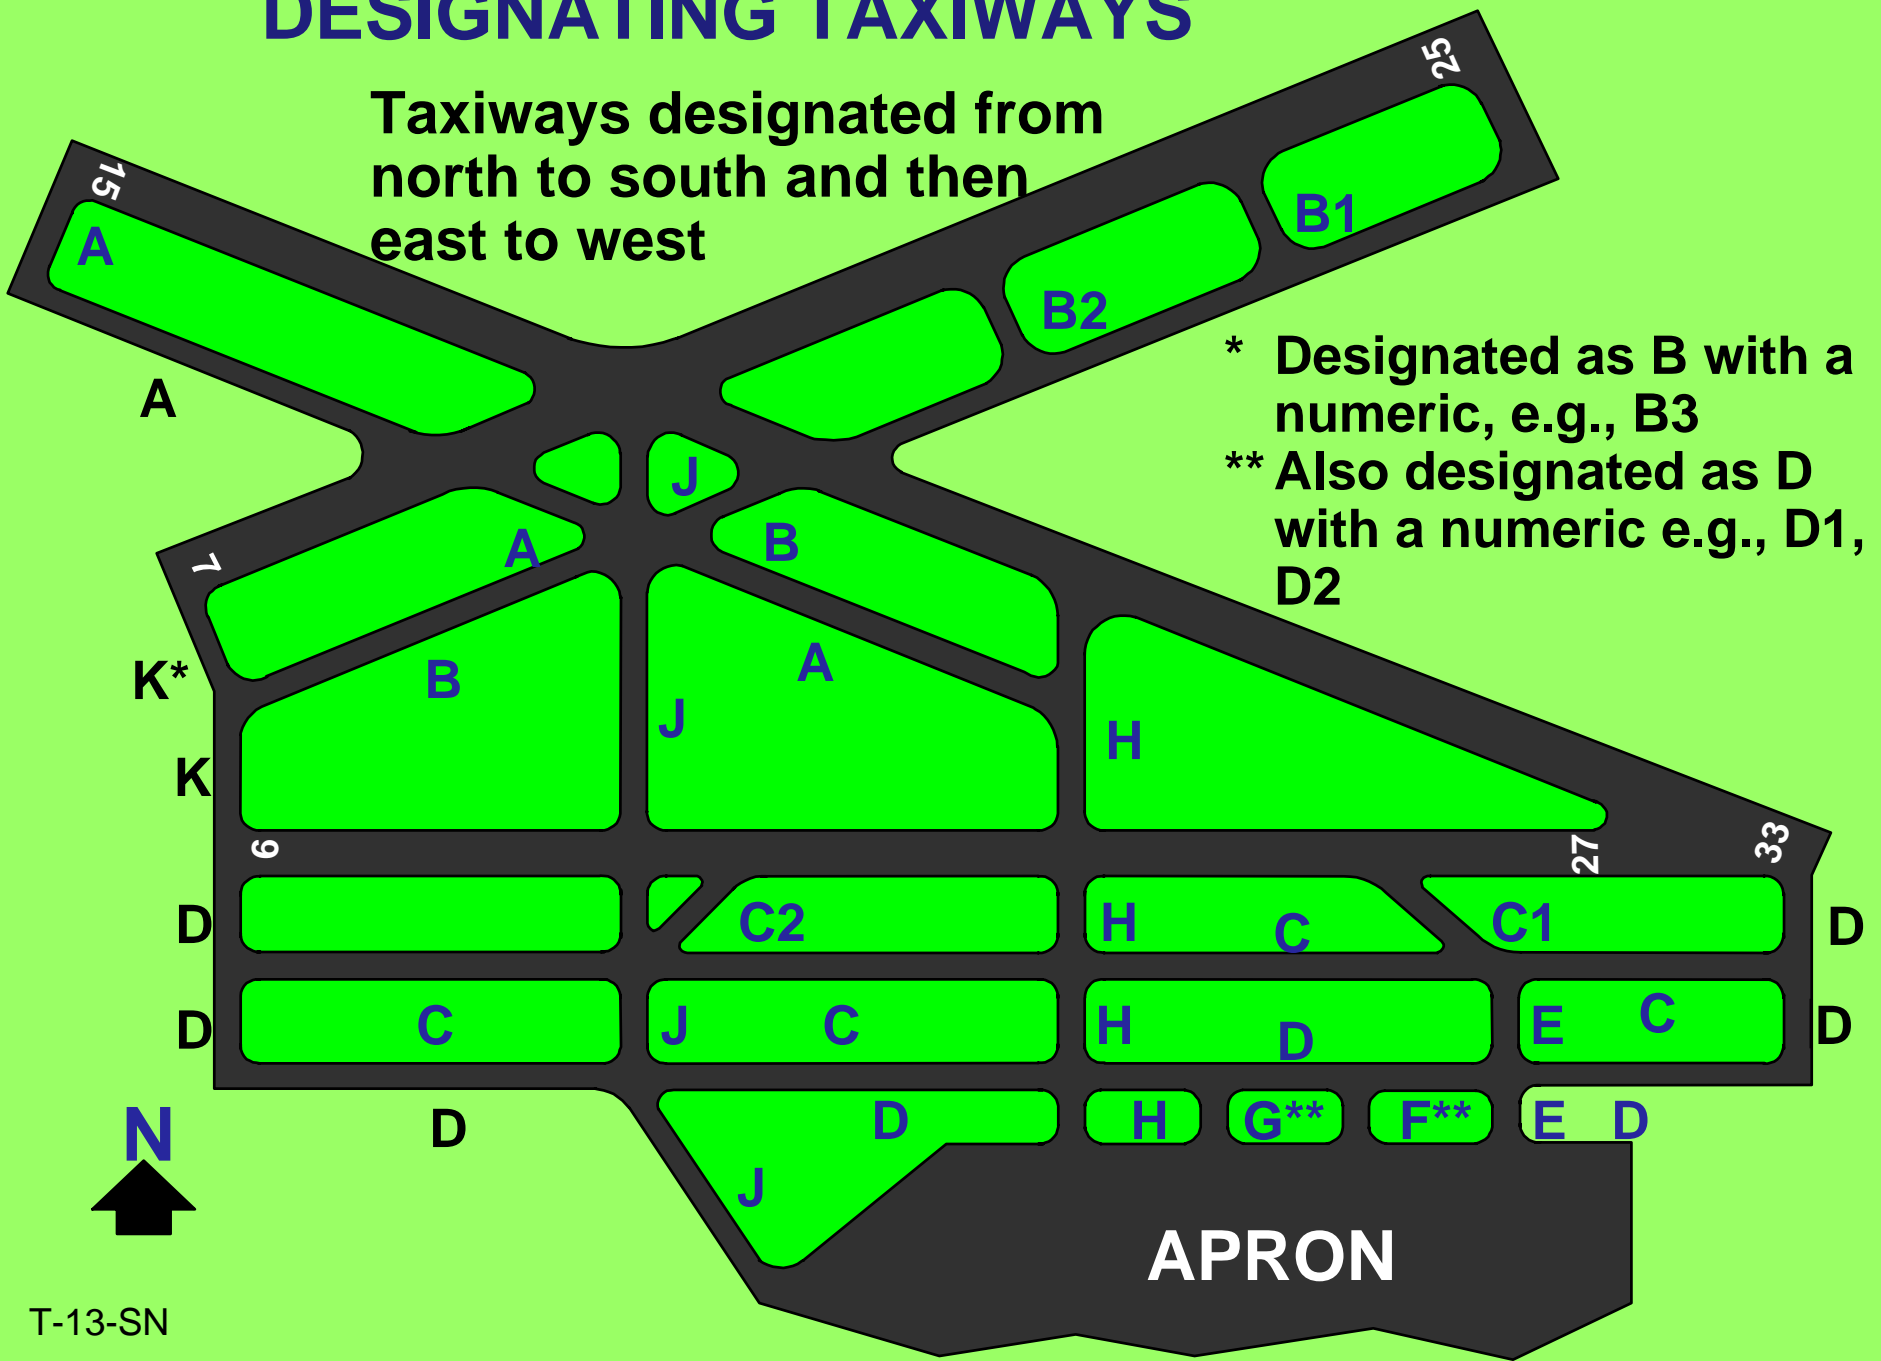 DESIGNATING TAXIWAYS
25
Taxiways designated from
north to south and then
east to west
15
A
B1
B2
* Designated as B with a
numeric, e.g., B3
** Also designated as D
with a numeric e.g., D1,
D2
A
J
7
A
B
K*
B
A
J
H
K
9
27
33
D
C2
H
C
C1
D
D
C
J
C
H
D
E
C
D
N
D
D
H
G**
F**
E
D
J
APRON
T-13-SN